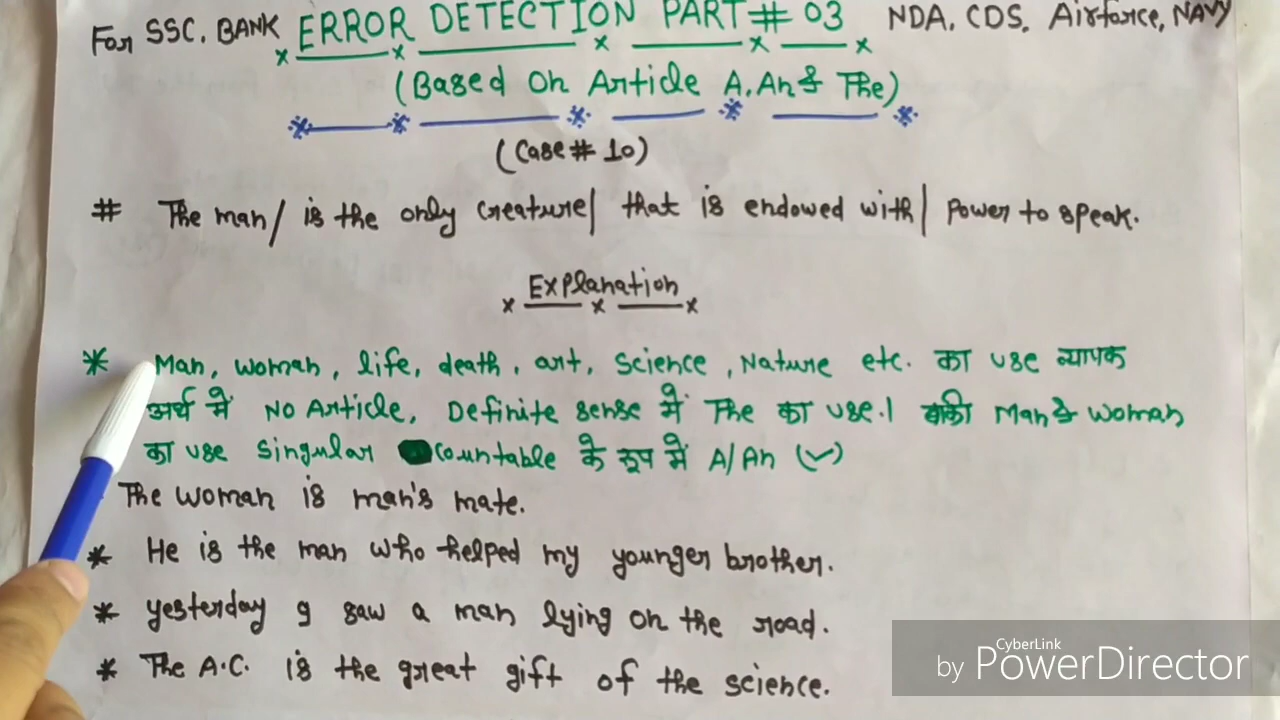 For SSC, BANK ERROR DETECTION PART # 03 NDA, CDS, Airforce, NAVY
(Based On Article A, An & The)
(Case # 10)
# The man/ is the only creature/ that is endowed with/ power to speak.
Explanation
* Man, woman, life, death, art, science, Nature etc. का use व्यापक
अर्थ में No Article, Definite sense में The का use.। बाकी Man & woman
का use singular countable के रूप में A/An (✓)
The woman is man's mate.
* He is the man who helped my younger brother.
* yesterday I saw a man lying on the road.
* The A.C. is the great gift of the science.
CyberLink
by PowerDirector